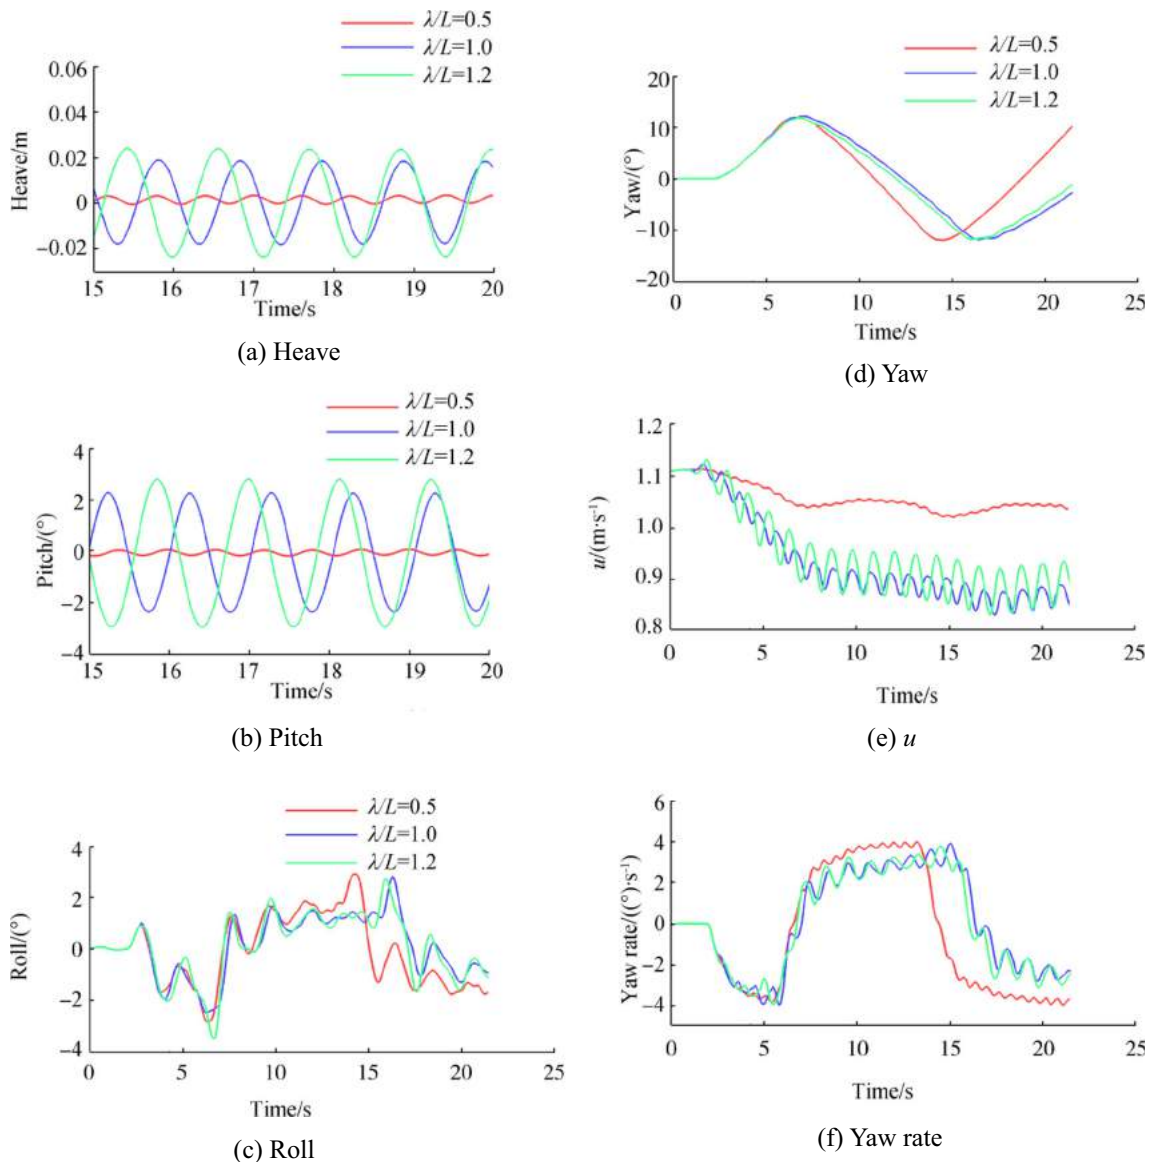 λ/L=0.5
λ/L=1.0
λ/L=1.2
0.06
0.04
0.02
0
−0.02
Heave/m
15 16 17 18 19 20
Time/s
(a) Heave
λ/L=0.5
λ/L=1.0
λ/L=1.2
20
10
0
−10
−20
Yaw/(°)
0 5 10 15 20 25
Time/s
(d) Yaw
λ/L=0.5
λ/L=1.0
λ/L=1.2
4
2
0
−2
−4
Pitch/(°)
15 16 17 18 19 20
Time/s
(b) Pitch
1.2
1.1
1.0
0.9
0.8
u/(m·s⁻¹)
0 5 10 15 20 25
Time/s
(e) u
λ/L=0.5
λ/L=1.0
λ/L=1.2
4
2
0
−2
−4
Roll/(°)
0 5 10 15 20 25
Time/s
(c) Roll
6
4
2
0
−2
−4
Yaw rate/((°)·s⁻¹)
0 5 10 15 20 25
Time/s
(f) Yaw rate